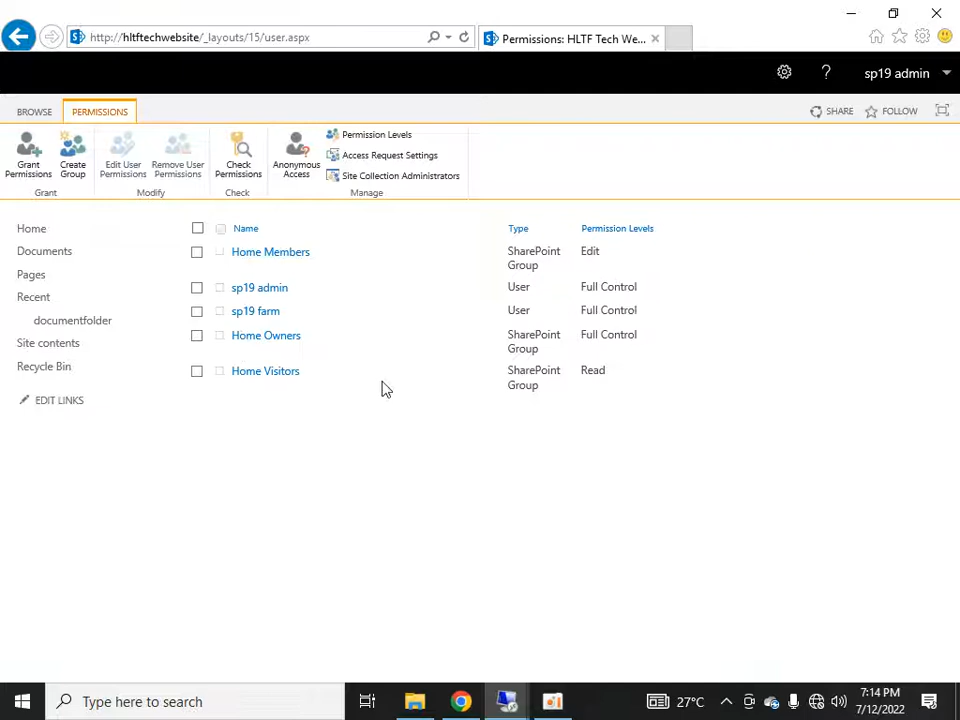 http://hltftechwebsite/_layouts/15/user.aspx
Permissions: HLTF Tech We...
sp19 admin
BROWSE
PERMISSIONS
SHARE
FOLLOW
Grant Permissions
Create Group
Edit User Permissions
Remove User Permissions
Check Permissions
Anonymous Access
Permission Levels
Access Request Settings
Site Collection Administrators
Grant
Modify
Check
Manage
Home
Documents
Pages
Recent
documentfolder
Site contents
Recycle Bin
EDIT LINKS
Name
Type
Permission Levels
Home Members
SharePoint Group
Edit
sp19 admin
User
Full Control
sp19 farm
User
Full Control
Home Owners
SharePoint Group
Full Control
Home Visitors
SharePoint Group
Read
Type here to search
27°C
7:14 PM
7/12/2022